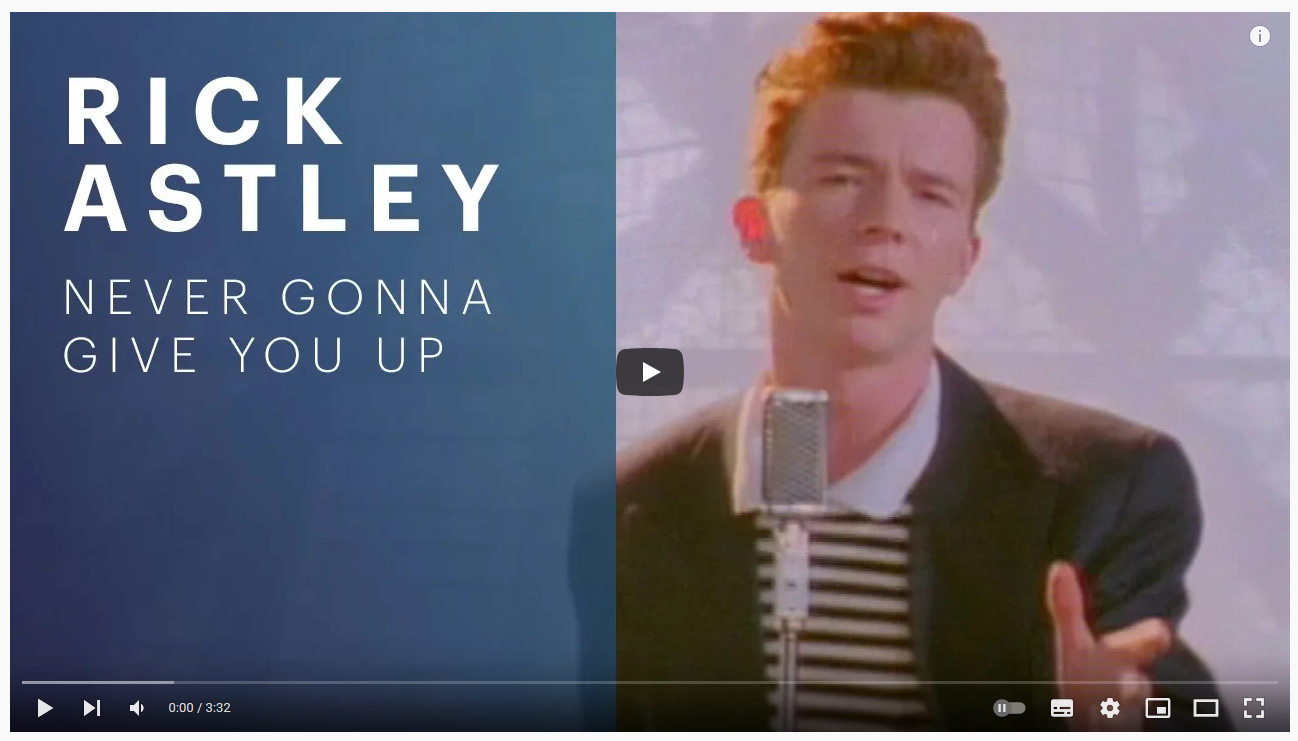 RICK
ASTLEY
NEVER GONNA
GIVE YOU UP
0:00 / 3:32